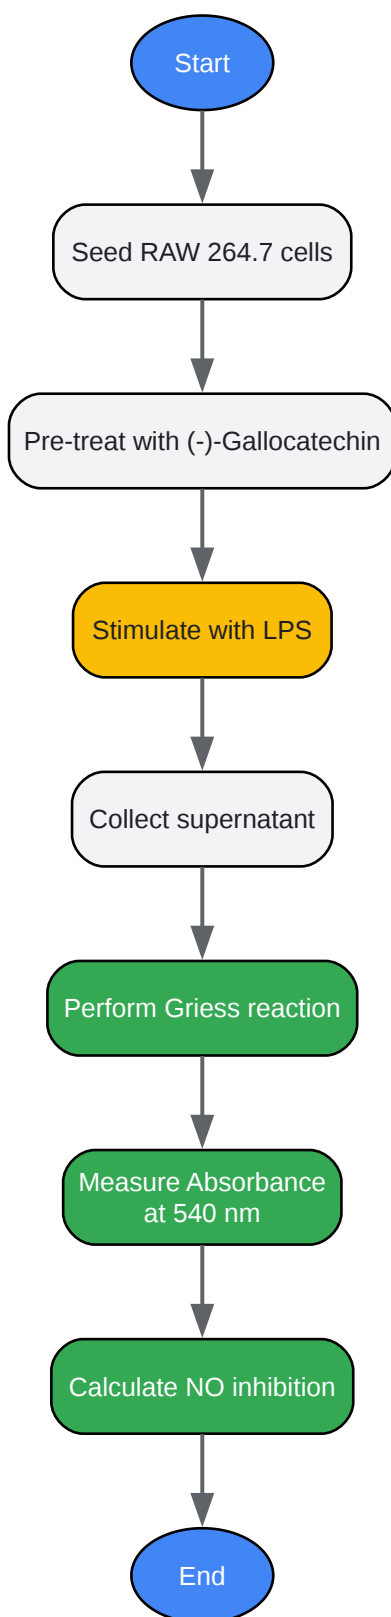 Start
Seed RAW 264.7 cells
Pre-treat with (-)-Gallocatechin
Stimulate with LPS
Collect supernatant
Perform Griess reaction
Measure Absorbance
at 540 nm
Calculate NO inhibition
End